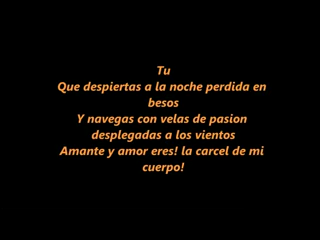 Tu
Que despiertas a la noche perdida en
besos
Y navegas con velas de pasion
desplegadas a los vientos
Amante y amor eres! la carcel de mi
cuerpo!